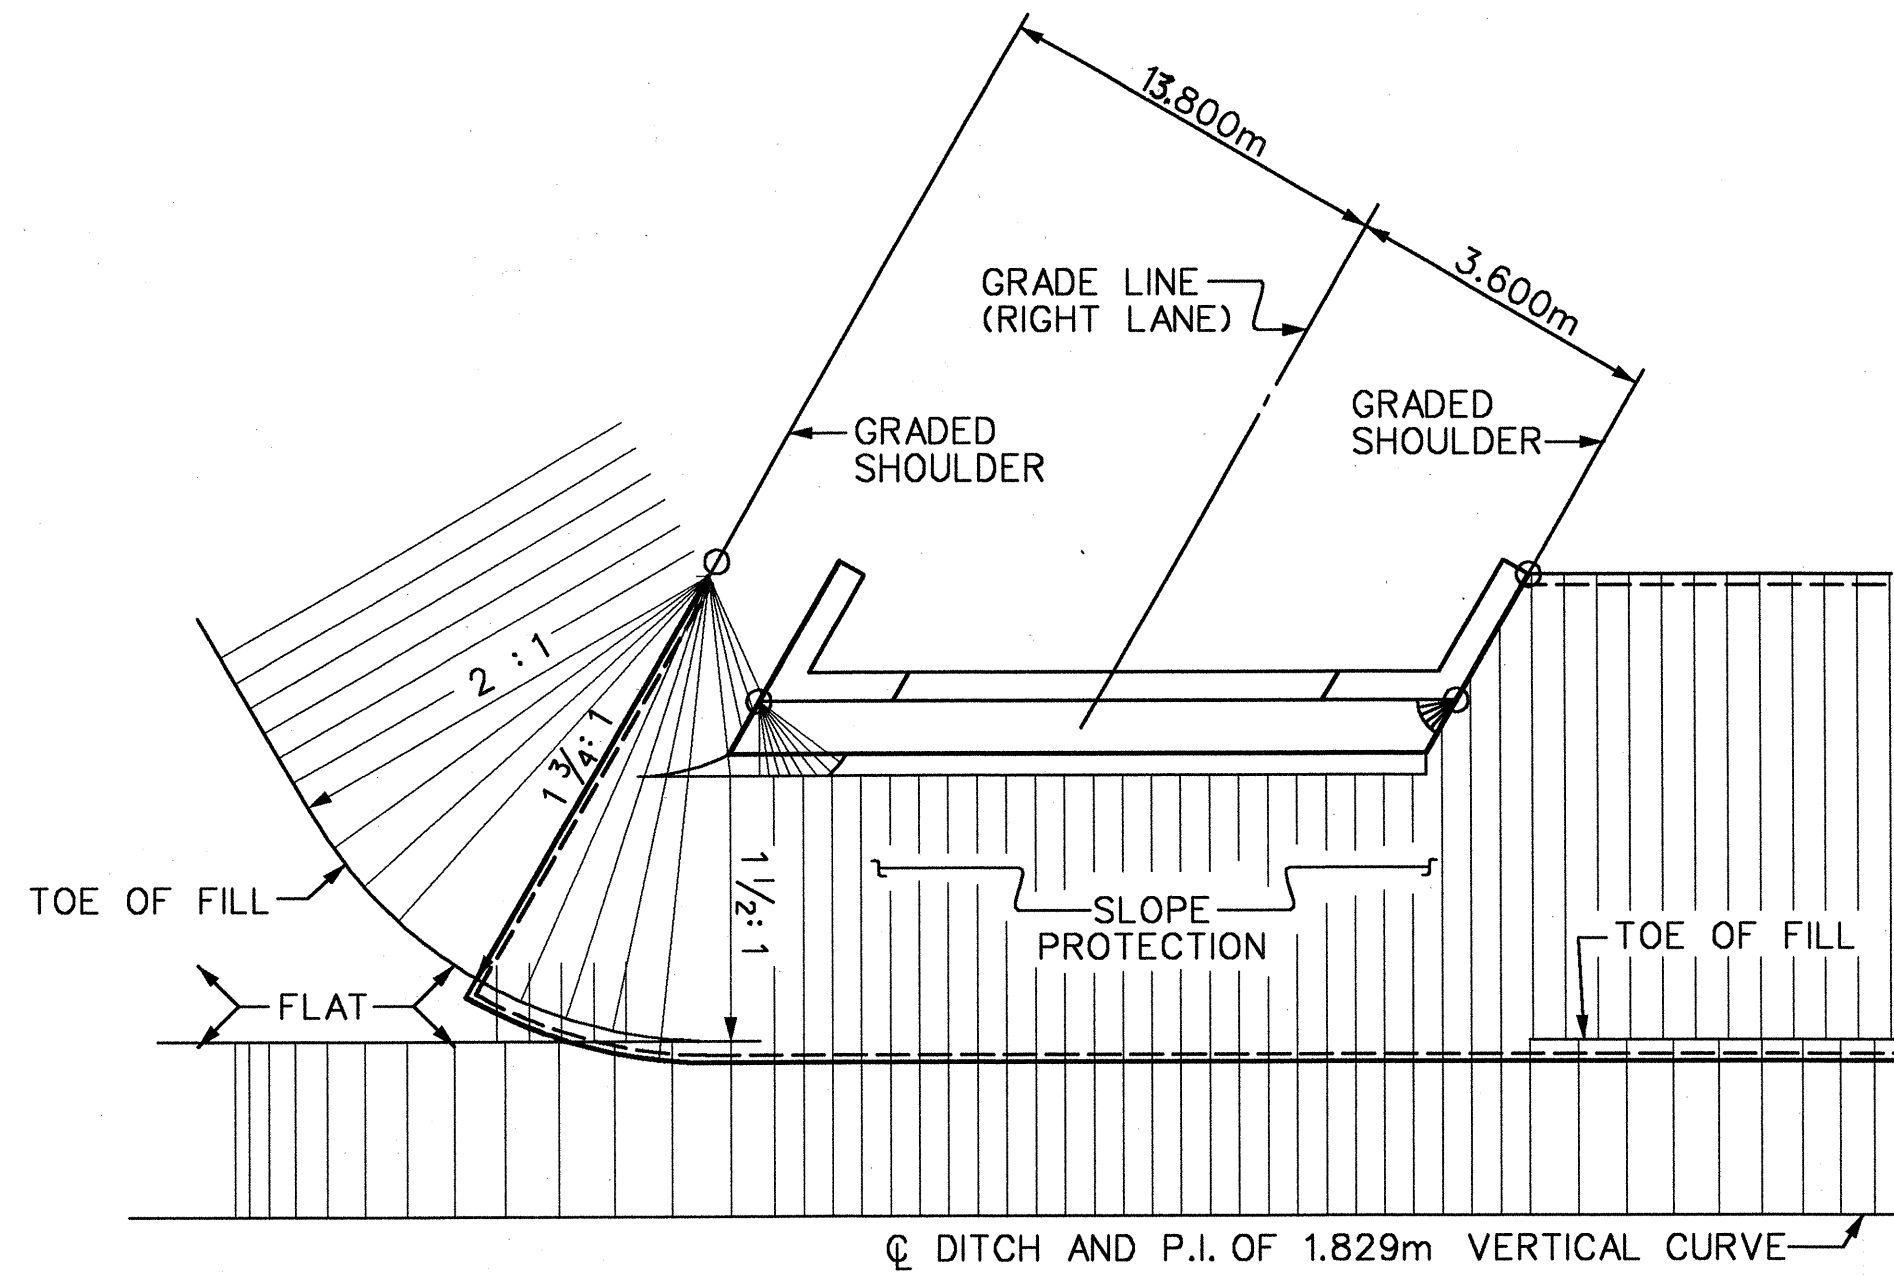 13.800m
3.600m
GRADE LINE
(RIGHT LANE)
GRADED
SHOULDER
GRADED
SHOULDER
2 : 1
1 3/4 : 1
1 1/2 : 1
TOE OF FILL
SLOPE
PROTECTION
TOE OF FILL
FLAT
℄ DITCH AND P.I. OF 1.829m VERTICAL CURVE